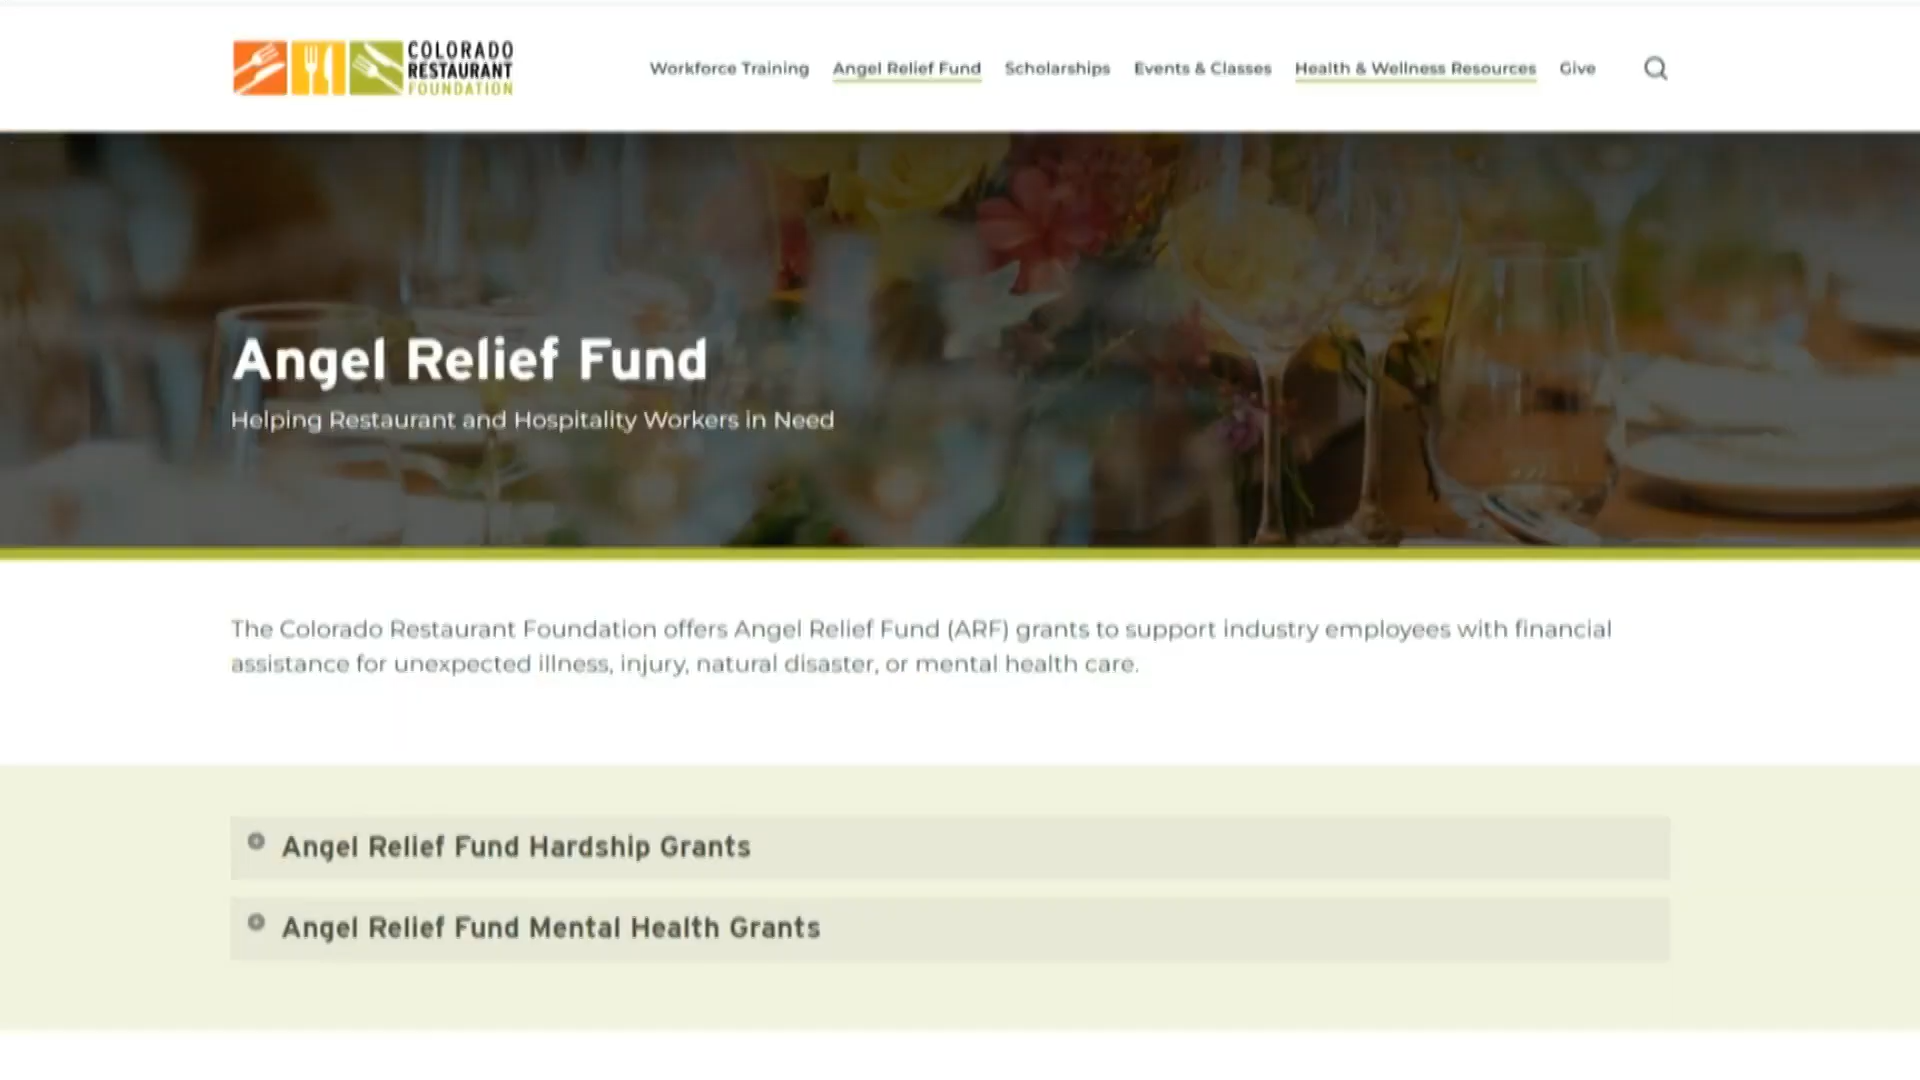 COLORADO
RESTAURANT
FOUNDATION
Workforce Training Angel Relief Fund Scholarships Events & Classes Health & Wellness Resources Give
Angel Relief Fund
Helping Restaurant and Hospitality Workers in Need
The Colorado Restaurant Foundation offers Angel Relief Fund (ARF) grants to support industry employees with financial
assistance for unexpected illness, injury, natural disaster, or mental health care.
Angel Relief Fund Hardship Grants
Angel Relief Fund Mental Health Grants